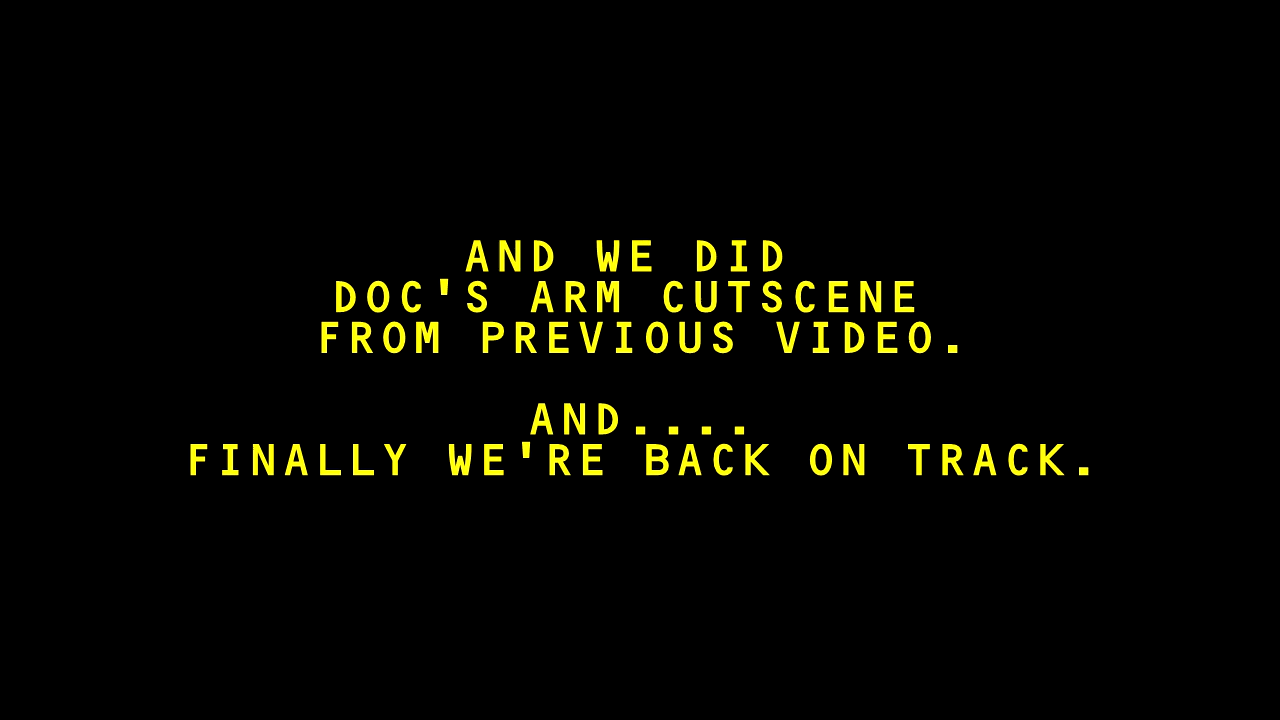 AND WE DID
DOC'S ARM CUTSCENE
FROM PREVIOUS VIDEO.
AND....
FINALLY WE'RE BACK ON TRACK.